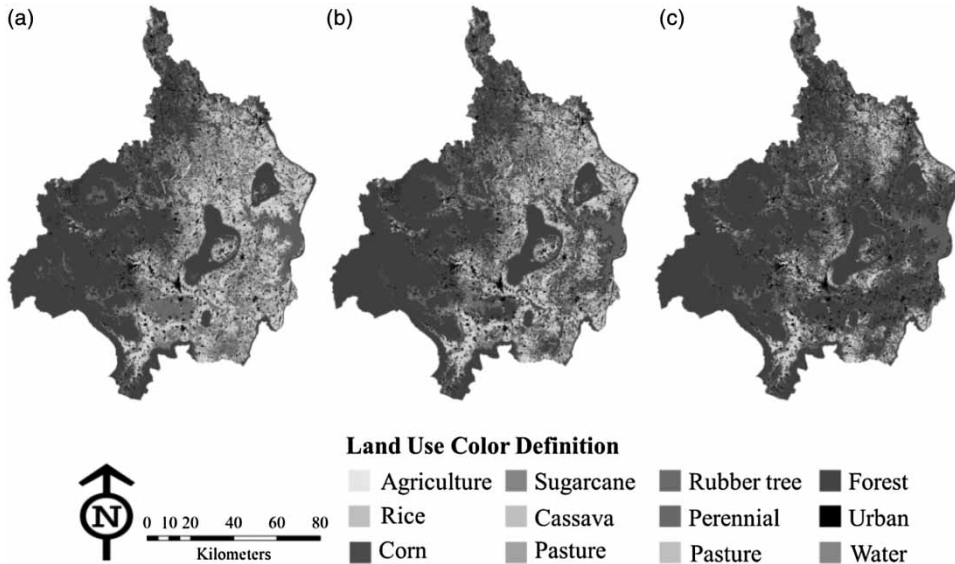 (a) (b) (c)
Land Use Color Definition
Agriculture Sugarcane Rubber tree Forest
Rice Cassava Perennial Urban
Corn Pasture Pasture Water
N
0 10 20 40 60 80
Kilometers